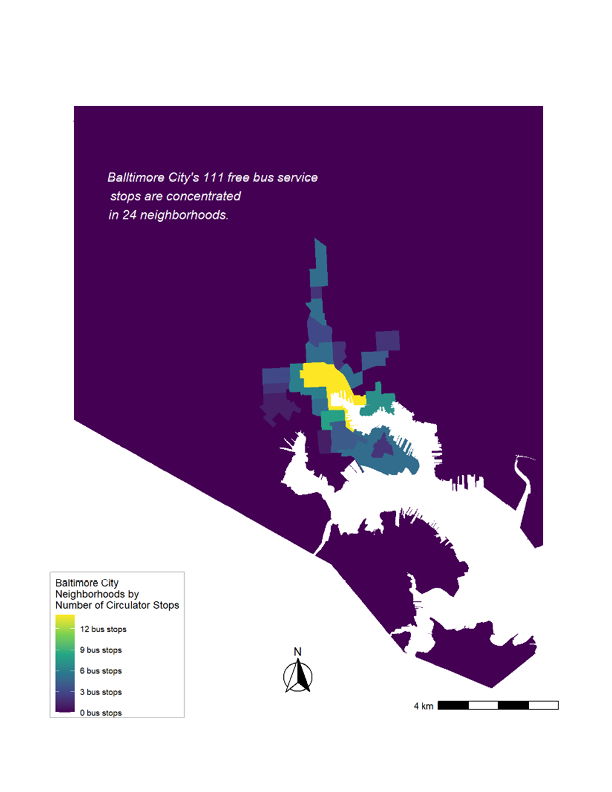 Balltimore City's 111 free bus service
stops are concentrated
in 24 neighborhoods.
Baltimore City
Neighborhoods by
Number of Circulator Stops
12 bus stops
9 bus stops
6 bus stops
3 bus stops
0 bus stops
N
4 km